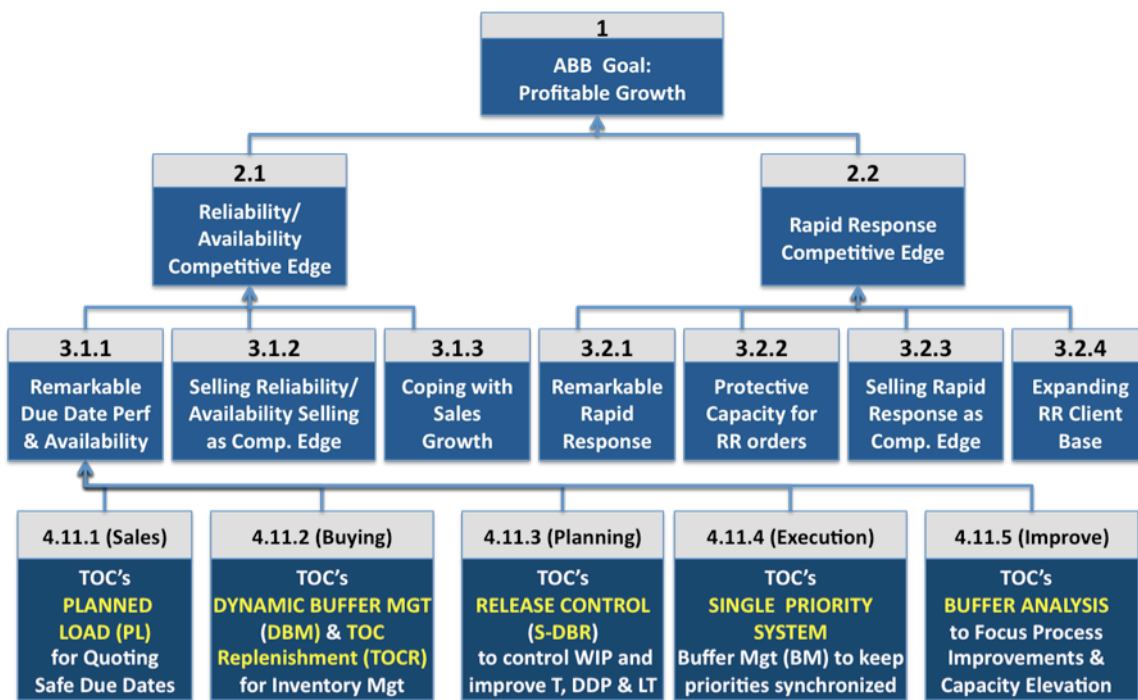 1
ABB Goal:
Profitable Growth
2.1
Reliability/
Availability
Competitive Edge
2.2
Rapid Response
Competitive Edge
3.1.1
Remarkable
Due Date Perf
& Availability
3.1.2
Selling Reliability/
Availability Selling
as Comp. Edge
3.1.3
Coping with
Sales
Growth
3.2.1
Remarkable
Rapid
Response
3.2.2
Protective
Capacity for
RR orders
3.2.3
Selling Rapid
Response as
Comp. Edge
3.2.4
Expanding
RR Client
Base
4.11.1 (Sales)
TOC's
PLANNED
LOAD (PL)
for Quoting
Safe Due Dates
4.11.2 (Buying)
TOC's
DYNAMIC BUFFER MGT
(DBM) & TOC
Replenishment (TOCR)
for Inventory Mgt
4.11.3 (Planning)
TOC's
RELEASE CONTROL
(S-DBR)
to control WIP and
improve T, DDP & LT
4.11.4 (Execution)
TOC's
SINGLE PRIORITY
SYSTEM
Buffer Mgt (BM) to keep
priorities synchronized
4.11.5 (Improve)
TOC's
BUFFER ANALYSIS
to Focus Process
Improvements &
Capacity Elevation